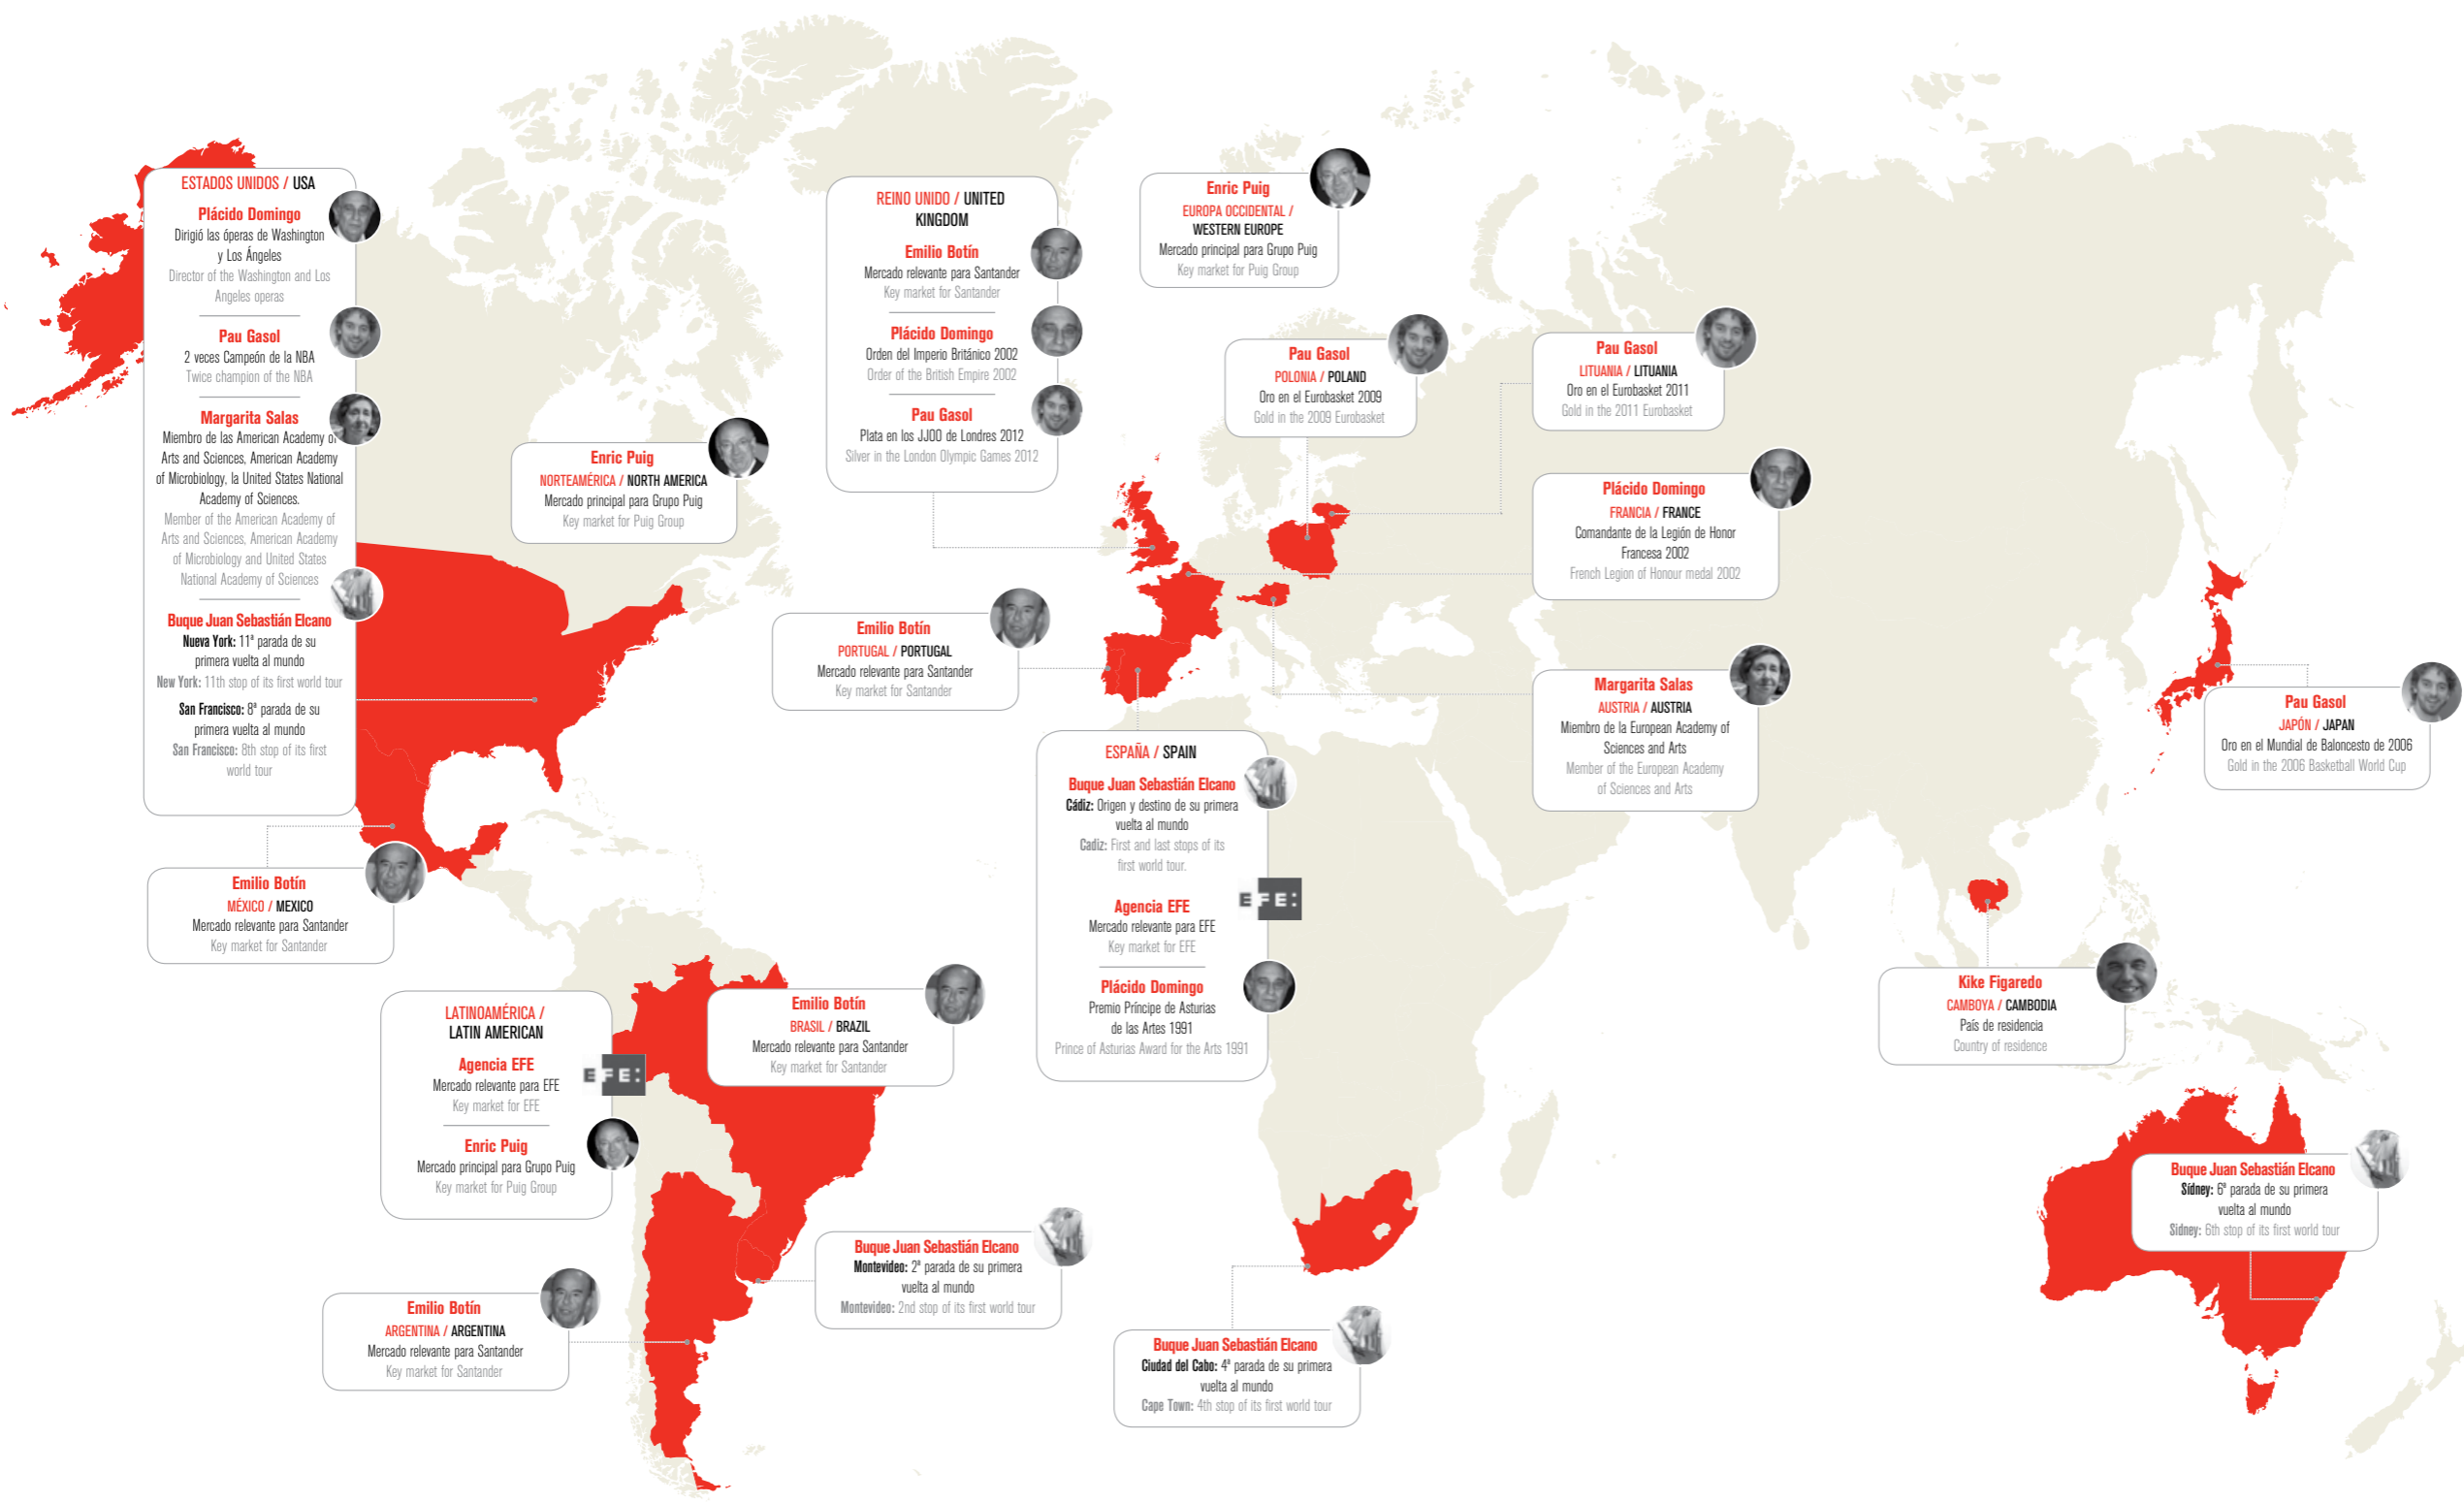 ESTADOS UNIDOS / USA
Plácido Domingo
Dirigió las óperas de Washington
y Los Ángeles
Director of the Washington and Los
Angeles operas
Pau Gasol
2 veces Campeón de la NBA
Twice champion of the NBA
Margarita Salas
Miembro de las American Academy of
Arts and Sciences, American Academy
of Microbiology, la United States National
Academy of Sciences.
Member of the American Academy of
Arts and Sciences, American Academy
of Microbiology and United States
National Academy of Sciences
Buque Juan Sebastián Elcano
Nueva York: 11ª parada de su
primera vuelta al mundo
New York: 11th stop of its first world tour
San Francisco: 8ª parada de su
primera vuelta al mundo
San Francisco: 8th stop of its first
world tour
Enric Puig
NORTEAMÉRICA / NORTH AMERICA
Mercado principal para Grupo Puig
Key market for Puig Group
REINO UNIDO / UNITED
KINGDOM
Emilio Botín
Mercado relevante para Santander
Key market for Santander
Plácido Domingo
Orden del Imperio Británico 2002
Order of the British Empire 2002
Pau Gasol
Plata en los JJOO de Londres 2012
Silver in the London Olympic Games 2012
Enric Puig
EUROPA OCCIDENTAL /
WESTERN EUROPE
Mercado principal para Grupo Puig
Key market for Puig Group
Pau Gasol
POLONIA / POLAND
Oro en el Eurobasket 2009
Gold in the 2009 Eurobasket
Pau Gasol
LITUANIA / LITUANIA
Oro en el Eurobasket 2011
Gold in the 2011 Eurobasket
Plácido Domingo
FRANCIA / FRANCE
Comandante de la Legión de Honor
Francesa 2002
French Legion of Honour medal 2002
Emilio Botín
PORTUGAL / PORTUGAL
Mercado relevante para Santander
Key market for Santander
Margarita Salas
AUSTRIA / AUSTRIA
Miembro de la European Academy of
Sciences and Arts
Member of the European Academy
of Sciences and Arts
Pau Gasol
JAPÓN / JAPAN
Oro en el Mundial de Baloncesto de 2006
Gold in the 2006 Basketball World Cup
ESPAÑA / SPAIN
Buque Juan Sebastián Elcano
Cádiz: Origen y destino de su primera
vuelta al mundo
Cadiz: First and last stops of its
first world tour.
Agencia EFE
EFE:
Mercado relevante para EFE
Key market for EFE
Plácido Domingo
Premio Príncipe de Asturias
de las Artes 1991
Prince of Asturias Award for the Arts 1991
Emilio Botín
MÉXICO / MEXICO
Mercado relevante para Santander
Key market for Santander
LATINOAMÉRICA /
LATIN AMERICAN
Agencia EFE
EFE:
Mercado relevante para EFE
Key market for EFE
Enric Puig
Mercado principal para Grupo Puig
Key market for Puig Group
Emilio Botín
BRASIL / BRAZIL
Mercado relevante para Santander
Key market for Santander
Kike Figaredo
CAMBOYA / CAMBODIA
País de residencia
Country of residence
Buque Juan Sebastián Elcano
Sídney: 6ª parada de su primera
vuelta al mundo
Sidney: 6th stop of its first world tour
Buque Juan Sebastián Elcano
Montevideo: 2ª parada de su primera
vuelta al mundo
Montevideo: 2nd stop of its first world tour
Emilio Botín
ARGENTINA / ARGENTINA
Mercado relevante para Santander
Key market for Santander
Buque Juan Sebastián Elcano
Ciudad del Cabo: 4ª parada de su primera
vuelta al mundo
Cape Town: 4th stop of its first world tour